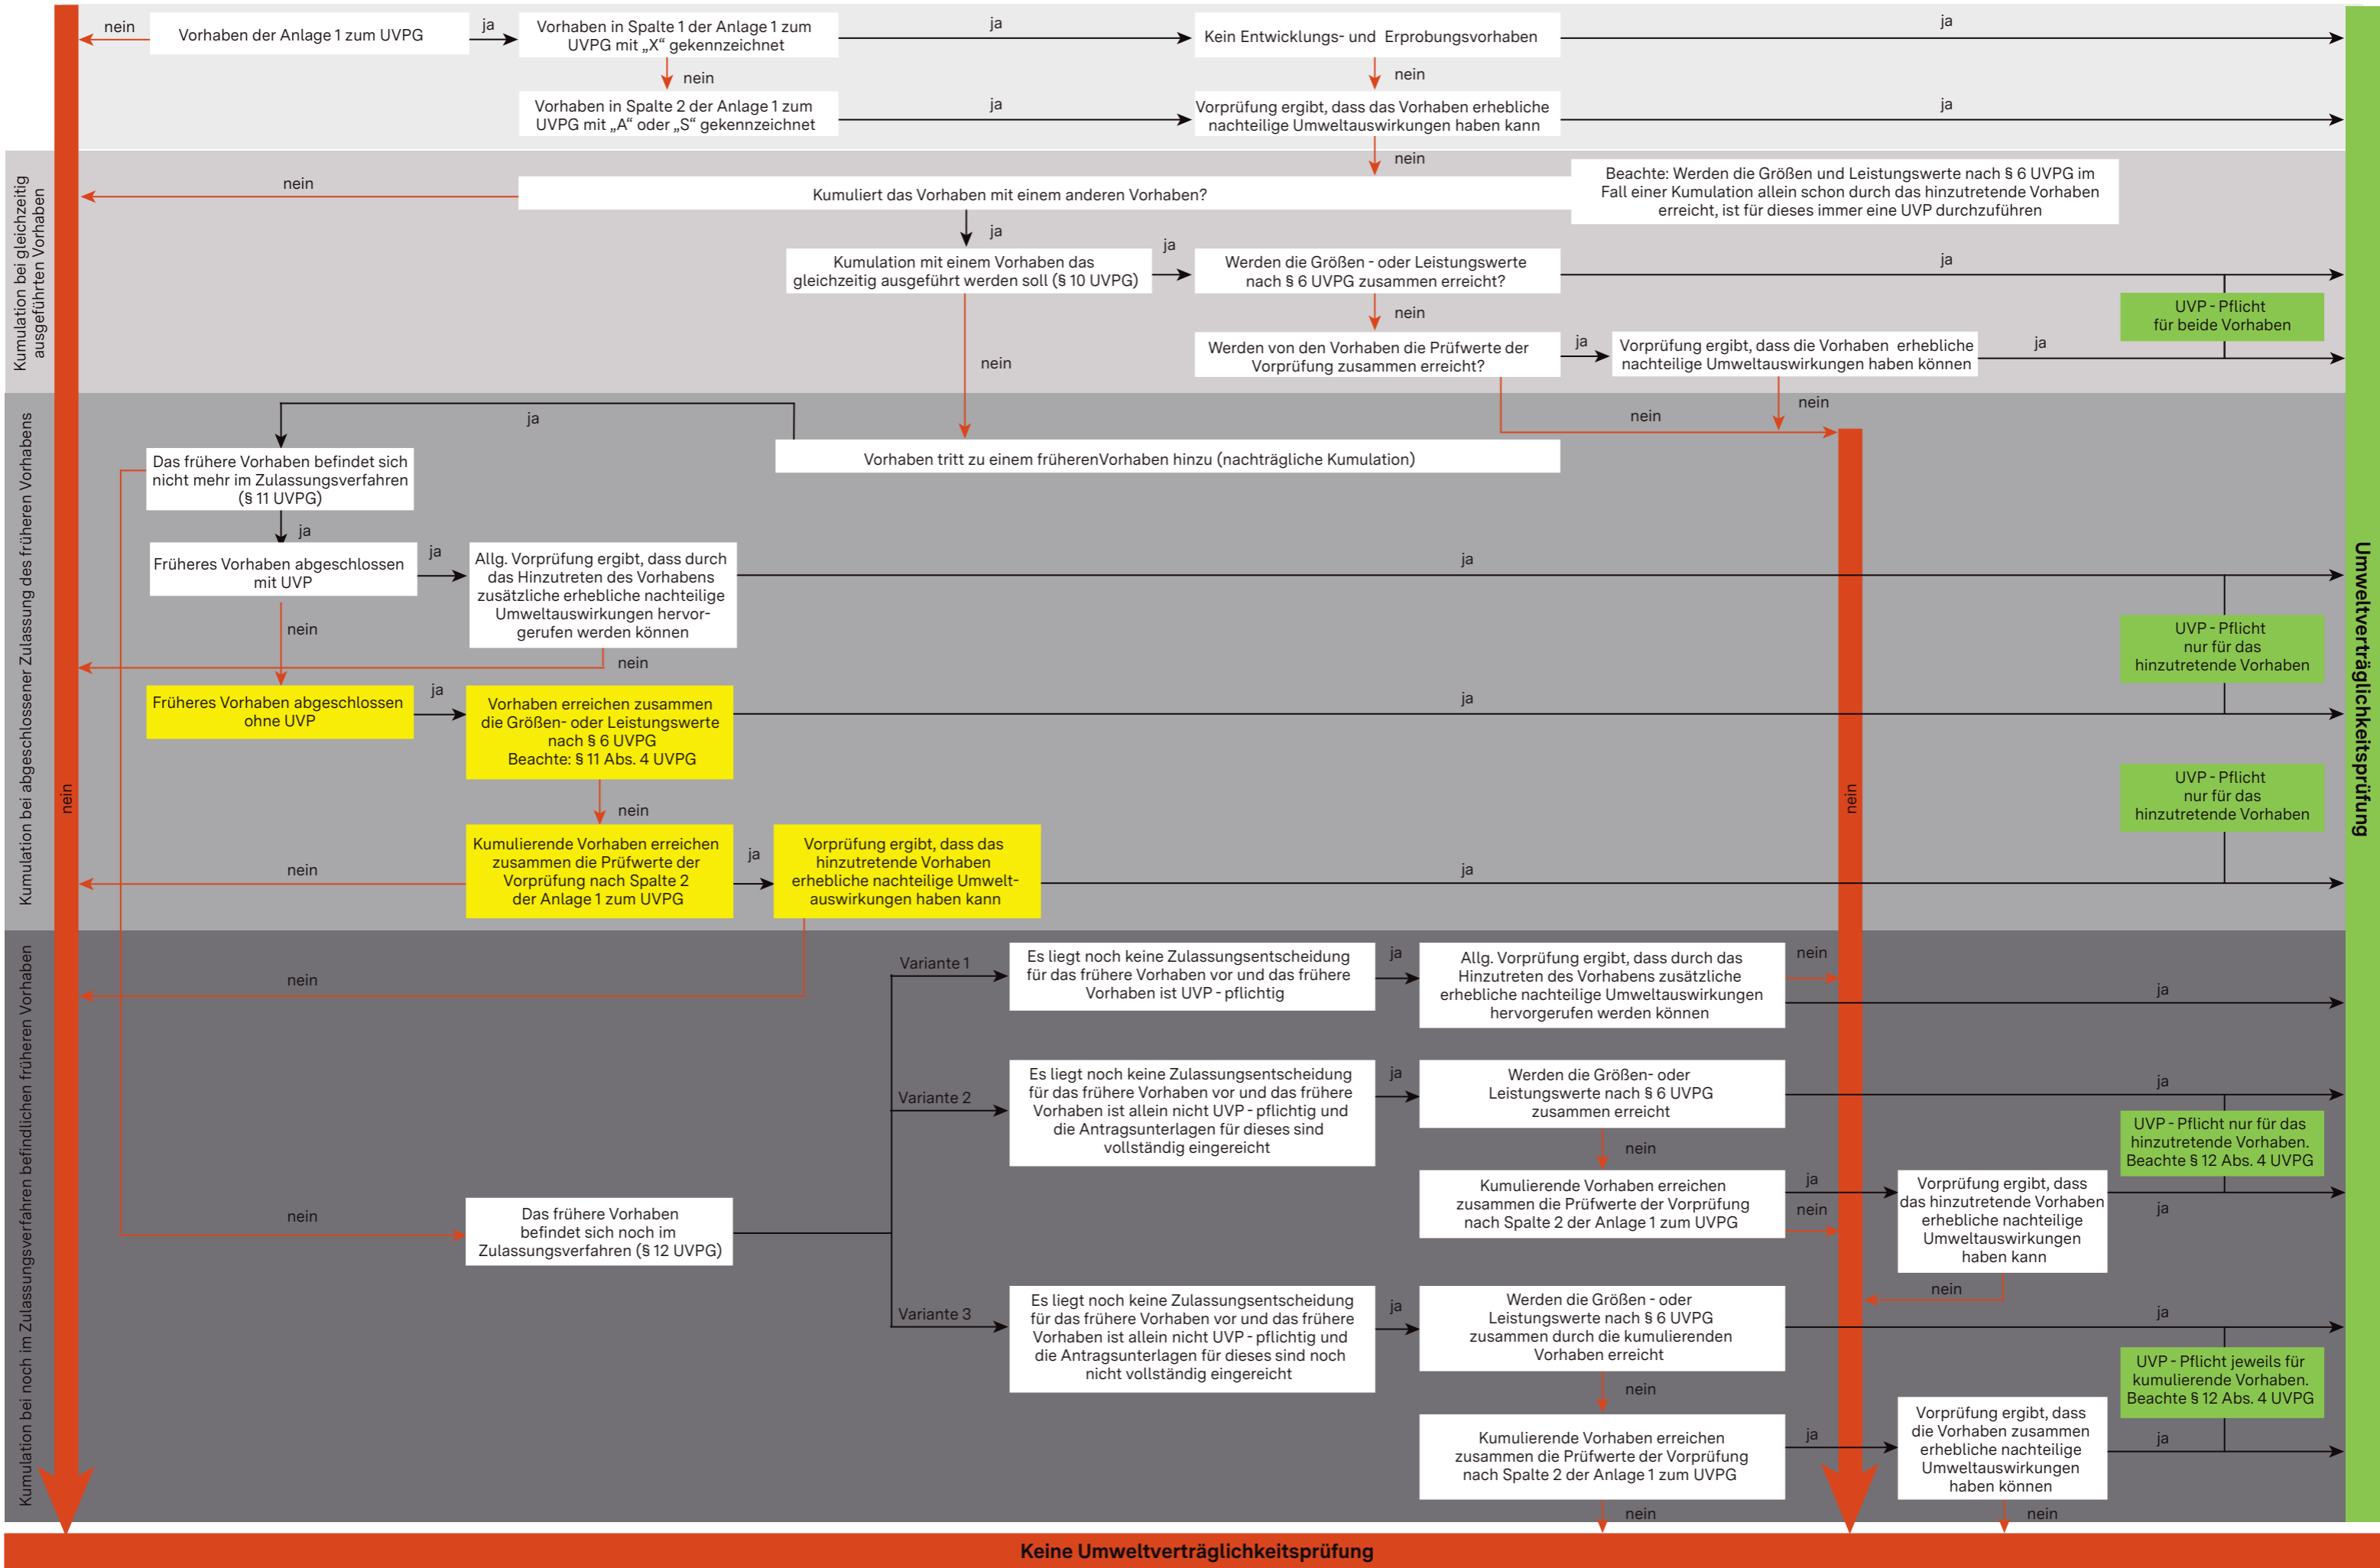 nein
Vorhaben der Anlage 1 zum UVPG
ja
Vorhaben in Spalte 1 der Anlage 1 zum
UVPG mit „X“ gekennzeichnet
ja
Kein Entwicklungs- und Erprobungsvorhaben
ja
nein
nein
Vorhaben in Spalte 2 der Anlage 1 zum
UVPG mit „A“ oder „S“ gekennzeichnet
ja
Vorprüfung ergibt, dass das Vorhaben erhebliche
nachteilige Umweltauswirkungen haben kann
ja
nein
Kumulation bei gleichzeitig
ausgeführten Vorhaben
nein
Kumuliert das Vorhaben mit einem anderen Vorhaben?
Beachte: Werden die Größen und Leistungswerte nach § 6 UVPG im
Fall einer Kumulation allein schon durch das hinzutretende Vorhaben
erreicht, ist für dieses immer eine UVP durchzuführen
ja
Kumulation mit einem Vorhaben das
gleichzeitig ausgeführt werden soll (§ 10 UVPG)
ja
Werden die Größen - oder Leistungswerte
nach § 6 UVPG zusammen erreicht?
ja
nein
UVP - Pflicht
für beide Vorhaben
nein
Werden von den Vorhaben die Prüfwerte der
Vorprüfung zusammen erreicht?
ja
Vorprüfung ergibt, dass die Vorhaben erhebliche
nachteilige Umweltauswirkungen haben können
ja
nein
nein
Kumulation bei abgeschlossener Zulassung des früheren Vorhabens
ja
Vorhaben tritt zu einem früherenVorhaben hinzu (nachträgliche Kumulation)
Das frühere Vorhaben befindet sich
nicht mehr im Zulassungsverfahren
(§ 11 UVPG)
ja
Früheres Vorhaben abgeschlossen
mit UVP
ja
Allg. Vorprüfung ergibt, dass durch
das Hinzutreten des Vorhabens
zusätzliche erhebliche nachteilige
Umweltauswirkungen hervor-
gerufen werden können
ja
nein
nein
UVP - Pflicht
nur für das
hinzutretende Vorhaben
Früheres Vorhaben abgeschlossen
ohne UVP
ja
Vorhaben erreichen zusammen
die Größen- oder Leistungswerte
nach § 6 UVPG
Beachte: § 11 Abs. 4 UVPG
ja
nein
nein
nein
UVP - Pflicht
nur für das
hinzutretende Vorhaben
nein
Kumulierende Vorhaben erreichen
zusammen die Prüfwerte der
Vorprüfung nach Spalte 2
der Anlage 1 zum UVPG
ja
Vorprüfung ergibt, dass das
hinzutretende Vorhaben
erhebliche nachteilige Umwelt-
auswirkungen haben kann
ja
Umweltverträglichkeitsprüfung
Kumulation bei noch im Zulassungsverfahren befindlichen früheren Vorhaben
nein
Variante 1
Es liegt noch keine Zulassungsentscheidung
für das frühere Vorhaben vor und das frühere
Vorhaben ist UVP - pflichtig
ja
Allg. Vorprüfung ergibt, dass durch das
Hinzutreten des Vorhabens zusätzliche
erhebliche nachteilige Umweltauswirkungen
hervorgerufen werden können
nein
ja
Variante 2
Es liegt noch keine Zulassungsentscheidung
für das frühere Vorhaben vor und das frühere
Vorhaben ist allein nicht UVP - pflichtig und
die Antragsunterlagen für dieses sind
vollständig eingereicht
ja
Werden die Größen- oder
Leistungswerte nach § 6 UVPG
zusammen erreicht
ja
nein
UVP - Pflicht nur für das
hinzutretende Vorhaben.
Beachte § 12 Abs. 4 UVPG
Kumulierende Vorhaben erreichen
zusammen die Prüfwerte der Vorprüfung
nach Spalte 2 der Anlage 1 zum UVPG
ja
nein
Vorprüfung ergibt, dass
das hinzutretende Vorhaben
erhebliche nachteilige
Umweltauswirkungen
haben kann
ja
nein
nein
Das frühere Vorhaben
befindet sich noch im
Zulassungsverfahren (§ 12 UVPG)
Variante 3
Es liegt noch keine Zulassungsentscheidung
für das frühere Vorhaben vor und das frühere
Vorhaben ist allein nicht UVP - pflichtig und
die Antragsunterlagen für dieses sind noch
nicht vollständig eingereicht
ja
Werden die Größen - oder
Leistungswerte nach § 6 UVPG
zusammen durch die kumulierenden
Vorhaben erreicht
ja
nein
UVP - Pflicht jeweils für
kumulierende Vorhaben.
Beachte § 12 Abs. 4 UVPG
Kumulierende Vorhaben erreichen
zusammen die Prüfwerte der Vorprüfung
nach Spalte 2 der Anlage 1 zum UVPG
ja
Vorprüfung ergibt, dass
die Vorhaben zusammen
erhebliche nachteilige
Umweltauswirkungen
haben können
ja
nein
nein
Keine Umweltverträglichkeitsprüfung